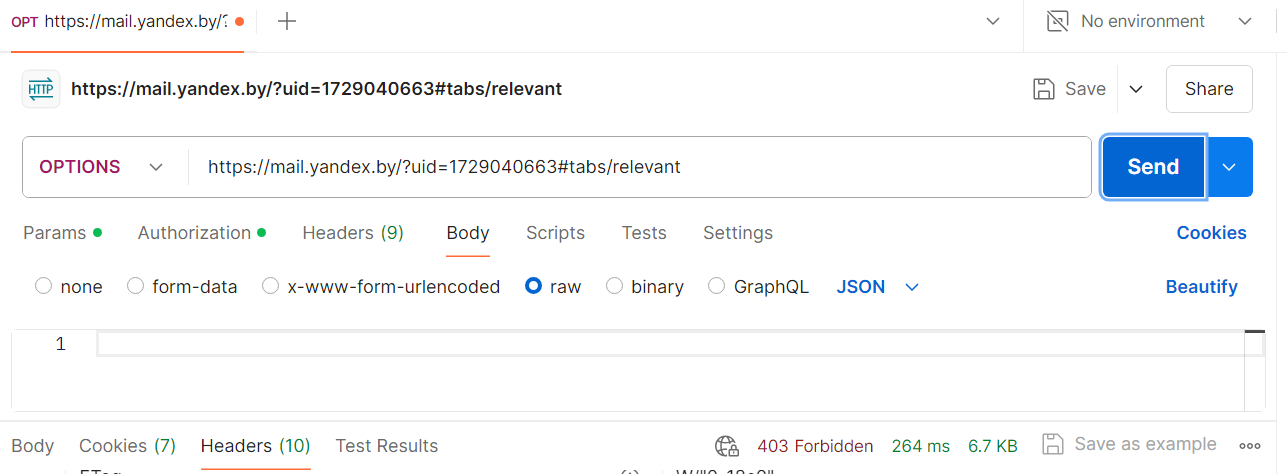 OPT https://mail.yandex.by/? No environment
HTTP https://mail.yandex.by/?uid=1729040663#tabs/relevant Save Share
OPTIONS https://mail.yandex.by/?uid=1729040663#tabs/relevant Send
Params Authorization Headers (9) Body Scripts Tests Settings Cookies
none form-data x-www-form-urlencoded raw binary GraphQL JSON Beautify
1
Body Cookies (7) Headers (10) Test Results 403 Forbidden 264 ms 6.7 KB Save as example